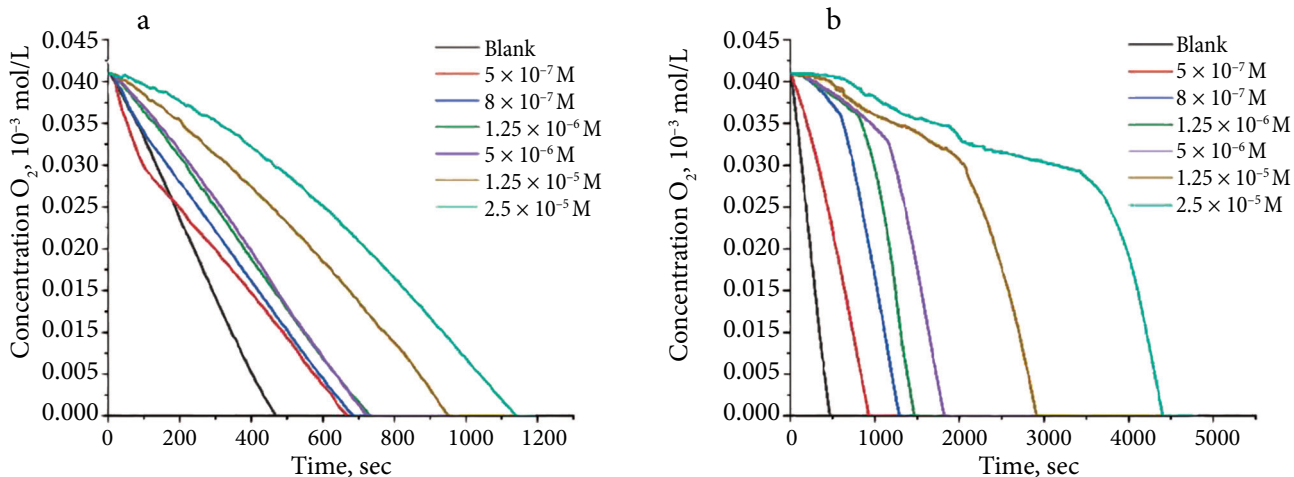 a
Concentration O₂, 10⁻³ mol/L
0.045
0.040
0.035
0.030
0.025
0.020
0.015
0.015
0.005
0.000
0 200 400 600 800 1000 1200
Time, sec
Blank
5 × 10⁻⁷ M
8 × 10⁻⁷ M
1.25 × 10⁻⁶ M
5 × 10⁻⁶ M
1.25 × 10⁻⁵ M
2.5 × 10⁻⁵ M
b
Concentration O₂, 10⁻³ mol/L
0.045
0.040
0.035
0.030
0.025
0.020
0.015
0.015
0.005
0.000
0 1000 2000 3000 4000 5000
Time, sec
Blank
5 × 10⁻⁷ M
8 × 10⁻⁷ M
1.25 × 10⁻⁶ M
5 × 10⁻⁶ M
1.25 × 10⁻⁵ M
2.5 × 10⁻⁵ M